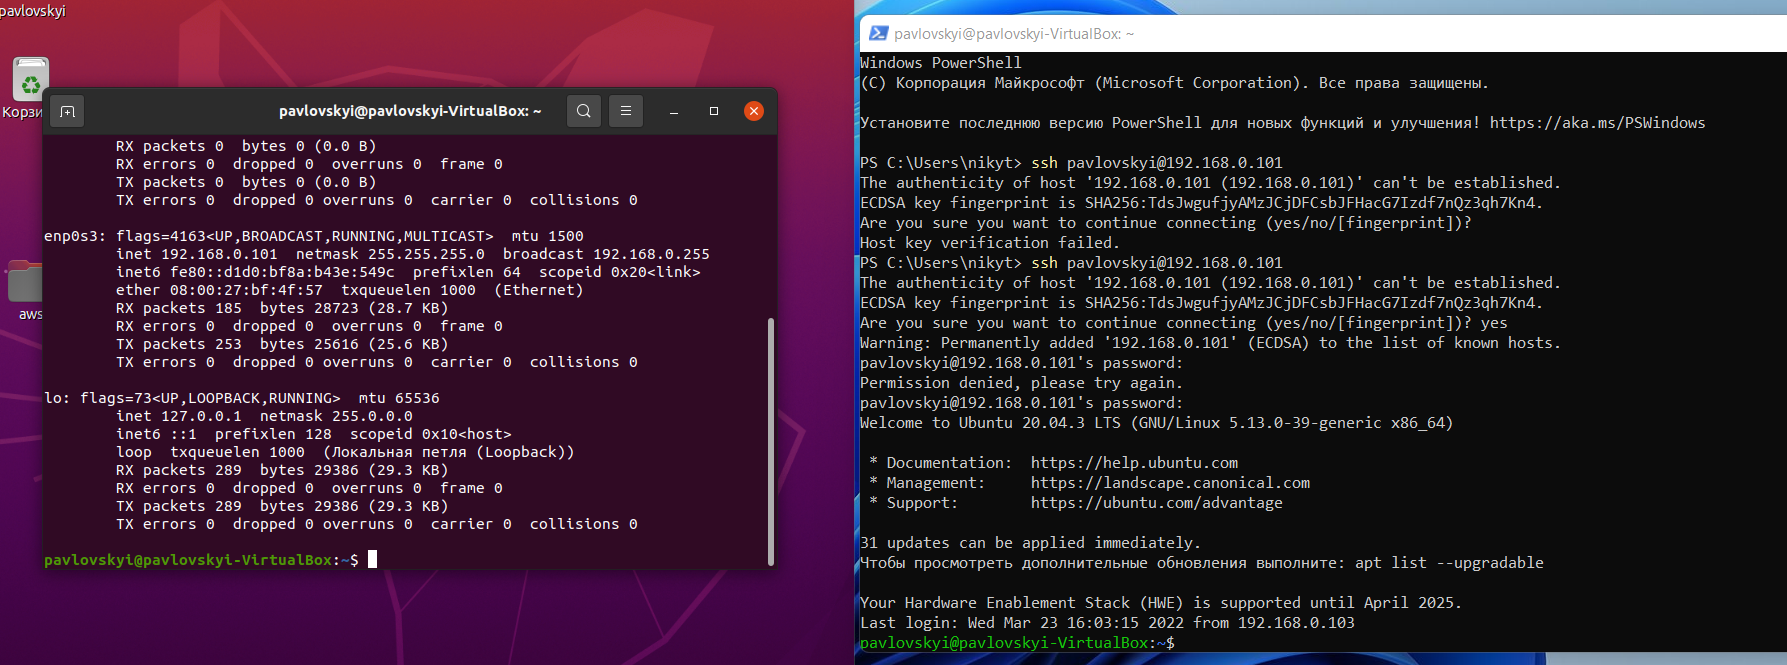 pavlovskyi
Корзи
aws
pavlovskyi@pavlovskyi-VirtualBox: ~
RX packets 0  bytes 0 (0.0 B)
RX errors 0  dropped 0  overruns 0  frame 0
TX packets 0  bytes 0 (0.0 B)
TX errors 0  dropped 0 overruns 0  carrier 0  collisions 0
enp0s3: flags=4163<UP,BROADCAST,RUNNING,MULTICAST>  mtu 1500
inet 192.168.0.101  netmask 255.255.255.0  broadcast 192.168.0.255
inet6 fe80::d1d0:bf8a:b43e:549c  prefixlen 64  scopeid 0x20<link>
ether 08:00:27:bf:4f:57  txqueuelen 1000  (Ethernet)
RX packets 185  bytes 28723 (28.7 KB)
RX errors 0  dropped 0  overruns 0  frame 0
TX packets 253  bytes 25616 (25.6 KB)
TX errors 0  dropped 0 overruns 0  carrier 0  collisions 0
lo: flags=73<UP,LOOPBACK,RUNNING>  mtu 65536
inet 127.0.0.1  netmask 255.0.0.0
inet6 ::1  prefixlen 128  scopeid 0x10<host>
loop  txqueuelen 1000  (Локальная петля (Loopback))
RX packets 289  bytes 29386 (29.3 KB)
RX errors 0  dropped 0  overruns 0  frame 0
TX packets 289  bytes 29386 (29.3 KB)
TX errors 0  dropped 0 overruns 0  carrier 0  collisions 0
pavlovskyi@pavlovskyi-VirtualBox:~$
pavlovskyi@pavlovskyi-VirtualBox: ~
Windows PowerShell
(C) Корпорация Майкрософт (Microsoft Corporation). Все права защищены.
Установите последнюю версию PowerShell для новых функций и улучшения! https://aka.ms/PSWindows
PS C:\Users\nikyt> ssh pavlovskyi@192.168.0.101
The authenticity of host '192.168.0.101 (192.168.0.101)' can't be established.
ECDSA key fingerprint is SHA256:TdsJwgufjyAMzJCjDFCsbJFHacG7Izdf7nQz3qh7Kn4.
Are you sure you want to continue connecting (yes/no/[fingerprint])?
Host key verification failed.
PS C:\Users\nikyt> ssh pavlovskyi@192.168.0.101
The authenticity of host '192.168.0.101 (192.168.0.101)' can't be established.
ECDSA key fingerprint is SHA256:TdsJwgufjyAMzJCjDFCsbJFHacG7Izdf7nQz3qh7Kn4.
Are you sure you want to continue connecting (yes/no/[fingerprint])? yes
Warning: Permanently added '192.168.0.101' (ECDSA) to the list of known hosts.
pavlovskyi@192.168.0.101's password:
Permission denied, please try again.
pavlovskyi@192.168.0.101's password:
Welcome to Ubuntu 20.04.3 LTS (GNU/Linux 5.13.0-39-generic x86_64)
* Documentation:  https://help.ubuntu.com
* Management:     https://landscape.canonical.com
* Support:        https://ubuntu.com/advantage
31 updates can be applied immediately.
Чтобы просмотреть дополнительные обновления выполните: apt list --upgradable
Your Hardware Enablement Stack (HWE) is supported until April 2025.
Last login: Wed Mar 23 16:03:15 2022 from 192.168.0.103
pavlovskyi@pavlovskyi-VirtualBox:~$